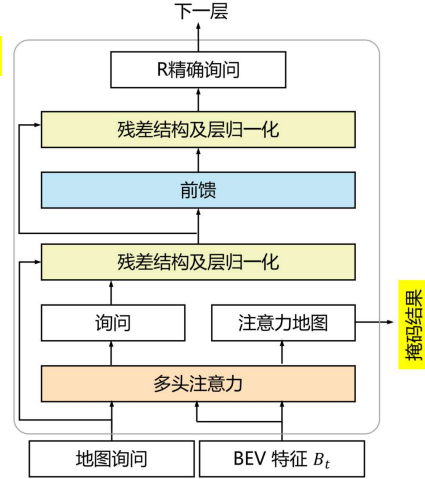 下一层
R精确询问
残差结构及层归一化
前馈
残差结构及层归一化
询问
注意力地图
掩码结果
多头注意力
地图询问
BEV 特征 B_t